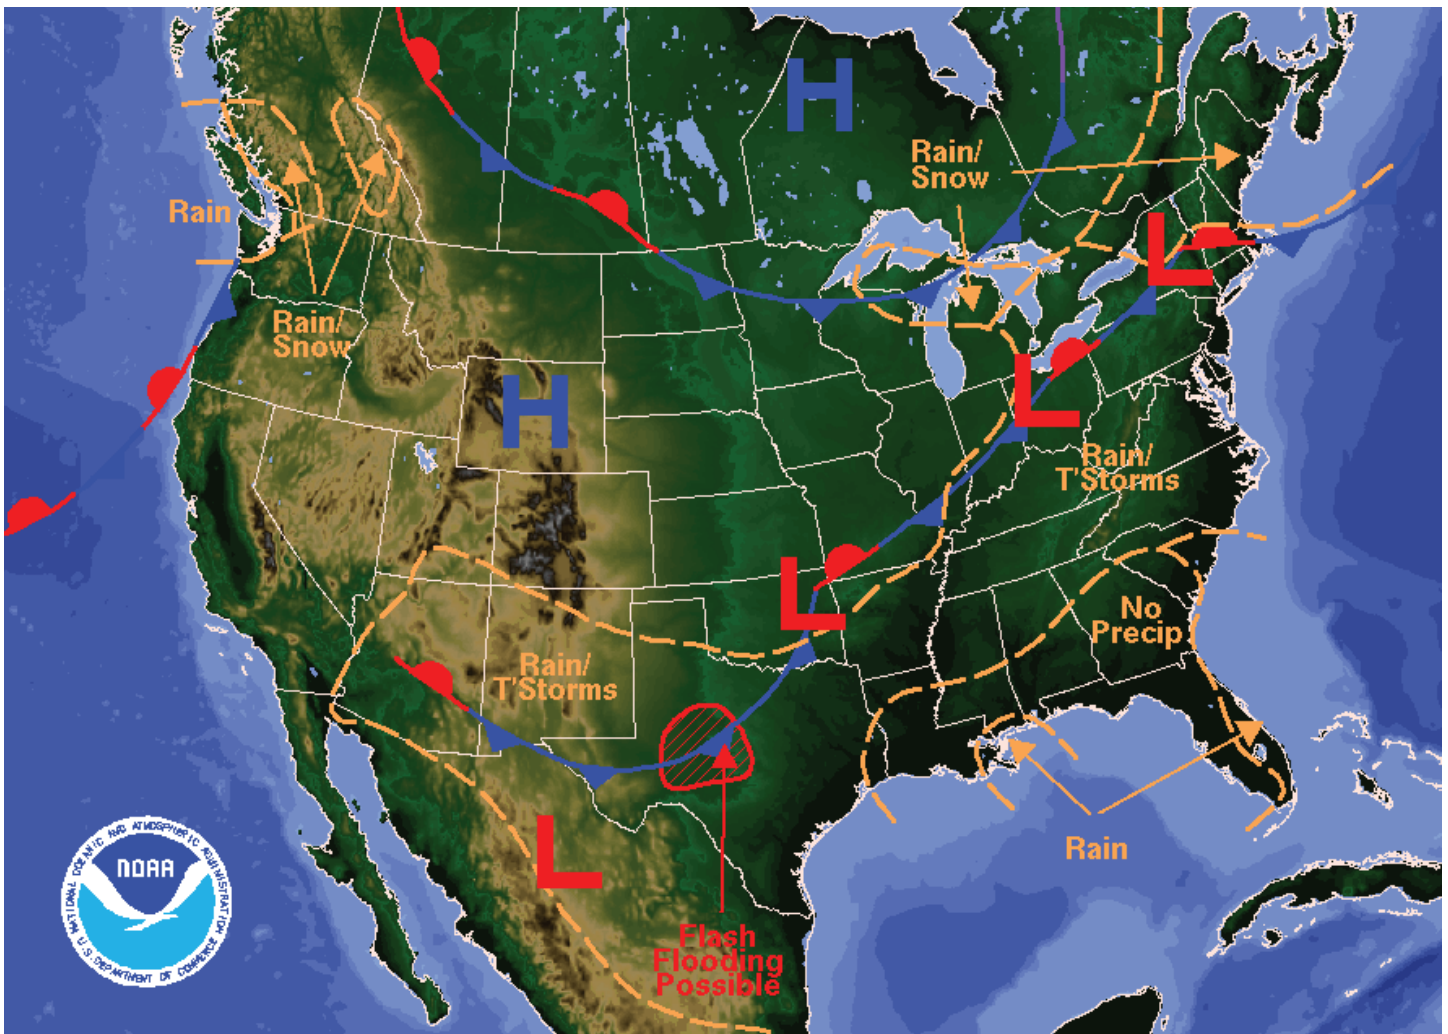 H
Rain/
Snow
Rain
L
Rain/
Snow
H
L
Rain/
T'Storms
L
No
Precip
Rain/
T'Storms
L
Rain
Flash
Flooding
Possible
NATIONAL OCEANIC AND ATMOSPHERIC ADMINISTRATION
NOAA
U.S. DEPARTMENT OF COMMERCE